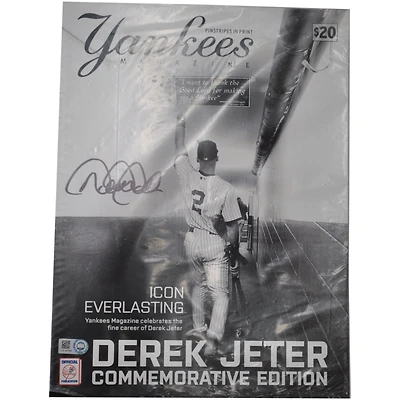 PINSTRIPES IN PRINT
Yankees
MAGAZINE
$20
"I want to thank the
Good Lord for making
me a Yankee"
2
ICON
EVERLASTING
Yankees Magazine celebrates the
fine career of Derek Jeter
DEREK JETER
COMMEMORATIVE EDITION
OFFICIAL